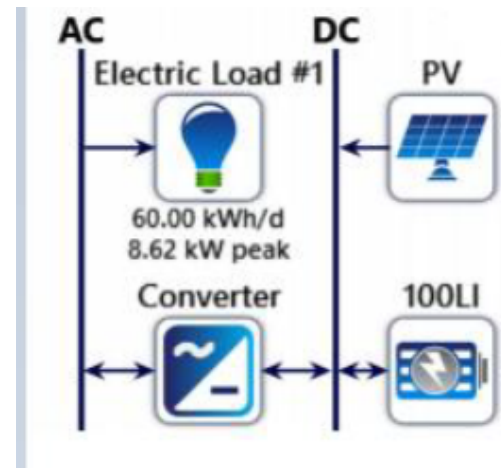 AC
DC
Electric Load #1
PV
60.00 kWh/d
8.62 kW peak
Converter
100LI